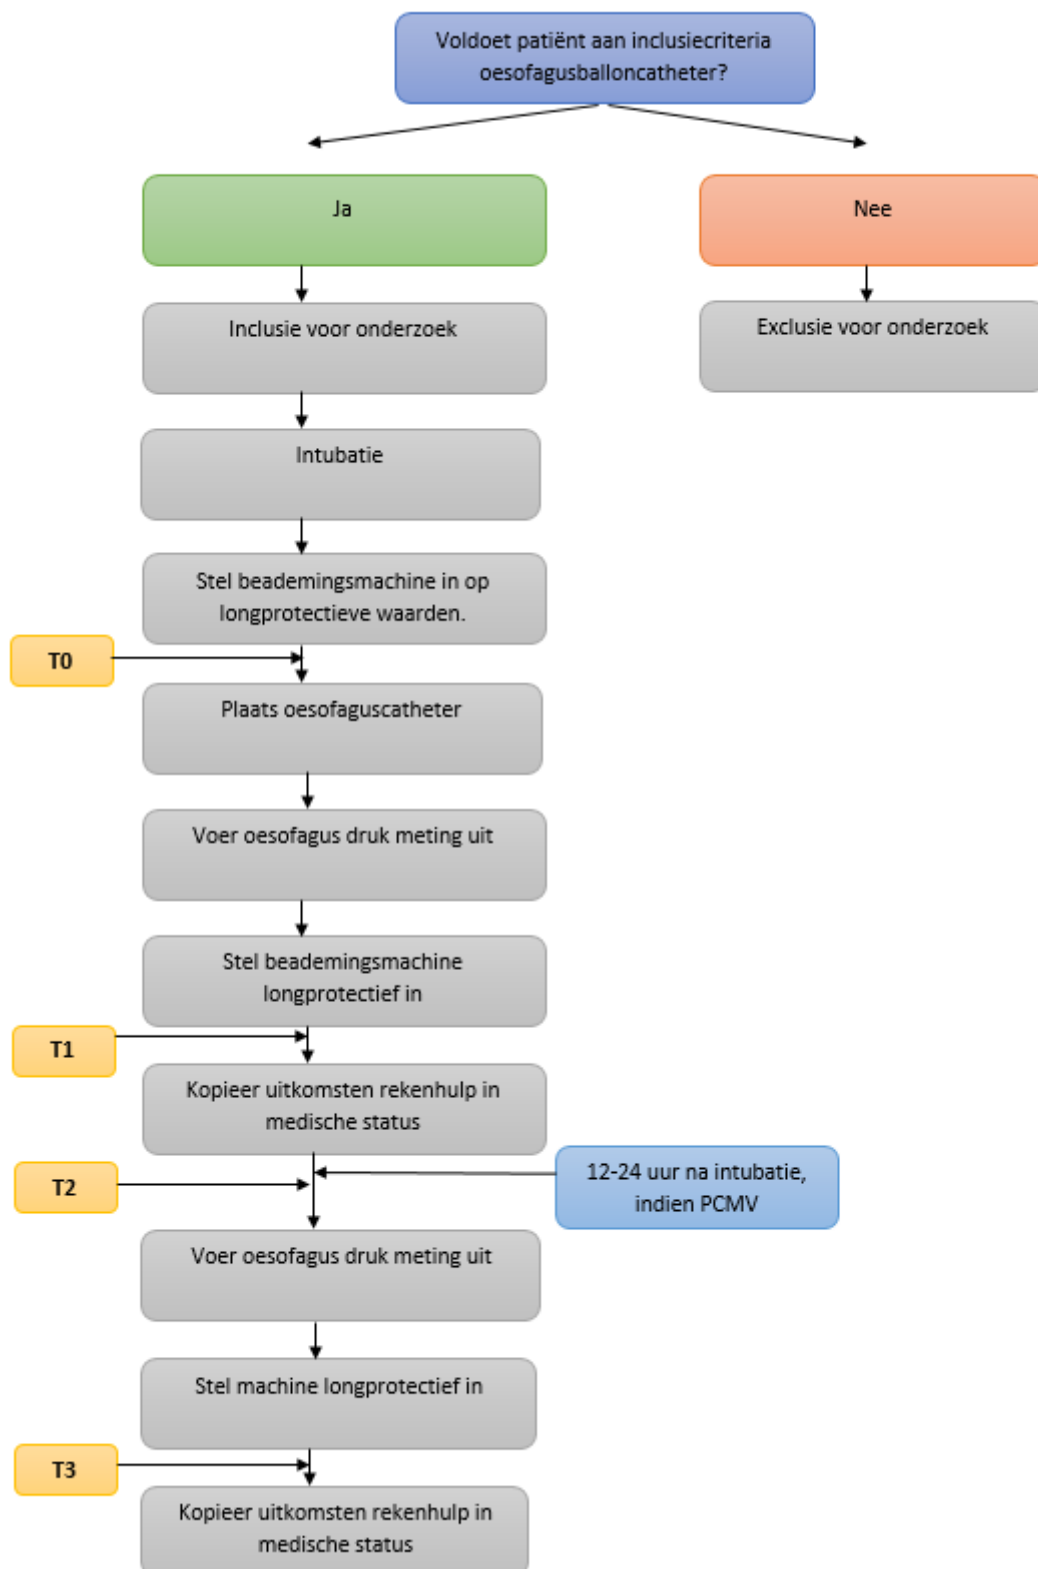 Voldoet patiënt aan inclusiecriteria
oesofagusballoncatheter?
Ja
Nee
Inclusie voor onderzoek
Exclusie voor onderzoek
Intubatie
Stel beademingsmachine in op
longprotectieve waarden.
T0
Plaats oesofaguscatheter
Voer oesofagus druk meting uit
Stel beademingsmachine
longprotectief in
T1
Kopieer uitkomsten rekenhulp in
medische status
T2
12-24 uur na intubatie,
indien PCMV
Voer oesofagus druk meting uit
Stel machine longprotectief in
T3
Kopieer uitkomsten rekenhulp in
medische status